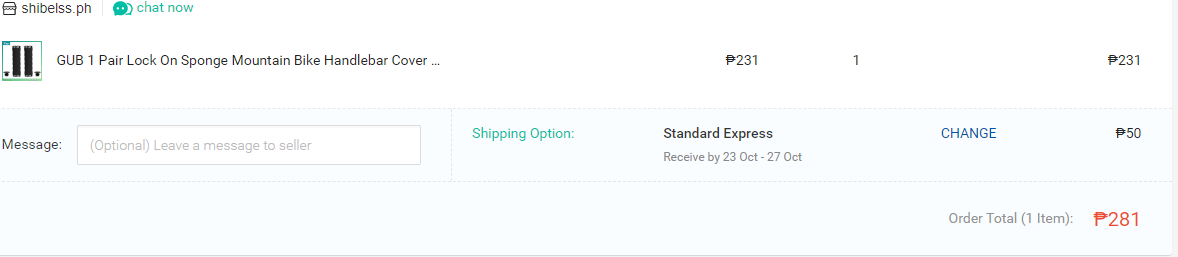 shibelss.ph chat now
GUB 1 Pair Lock On Sponge Mountain Bike Handlebar Cover ... ₱231 1 ₱231
Message: (Optional) Leave a message to seller Shipping Option: Standard Express CHANGE ₱50
Receive by 23 Oct - 27 Oct
Order Total (1 Item): ₱281